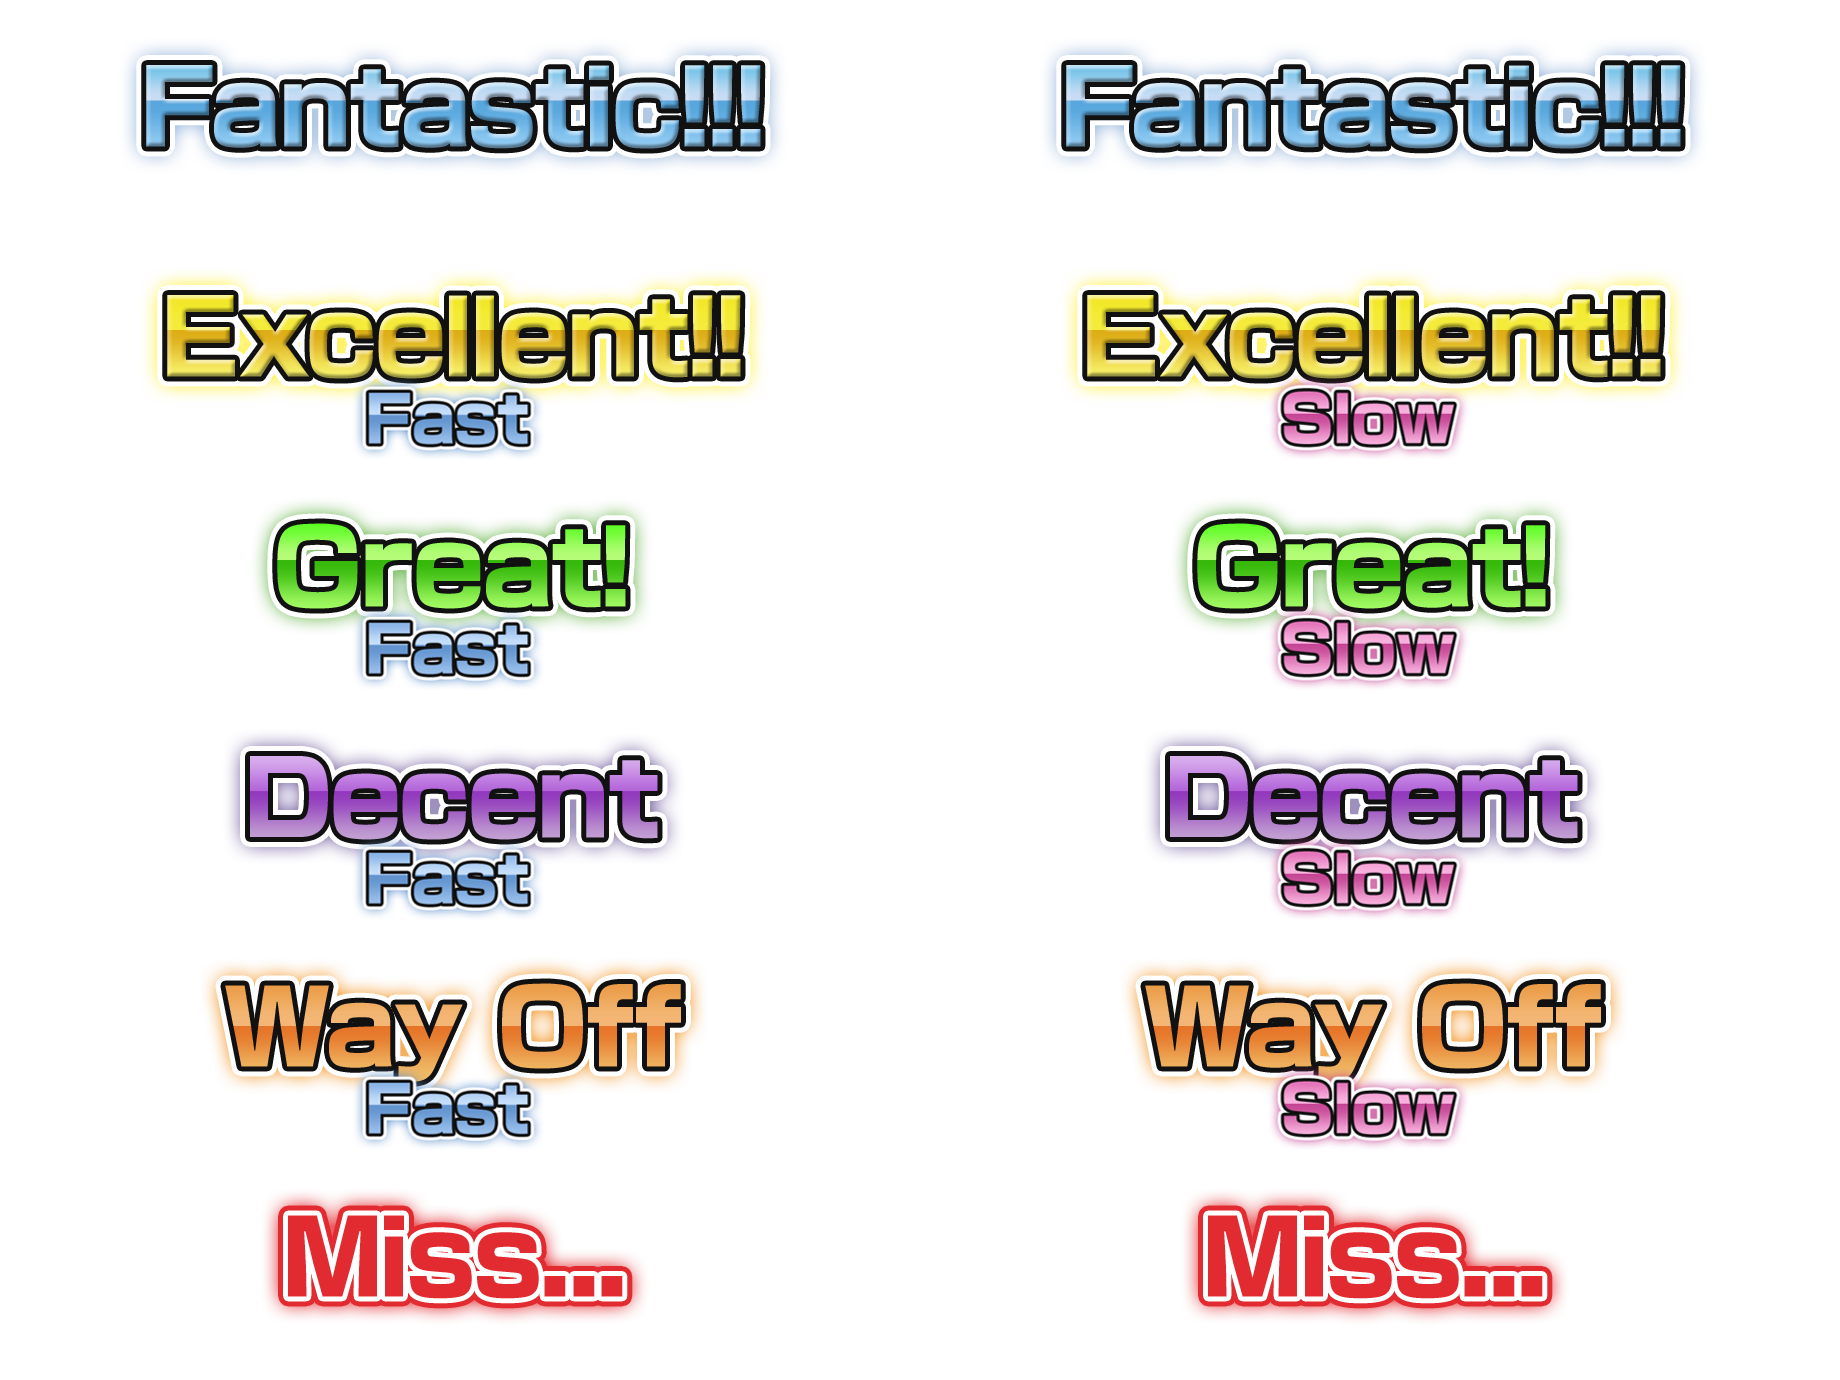 Fantastic!!! Fantastic!!!
Excellent!! Excellent!!
Fast Slow
Great! Great!
Fast Slow
Decent Decent
Fast Slow
Way Off Way Off
Fast Slow
Miss... Miss...